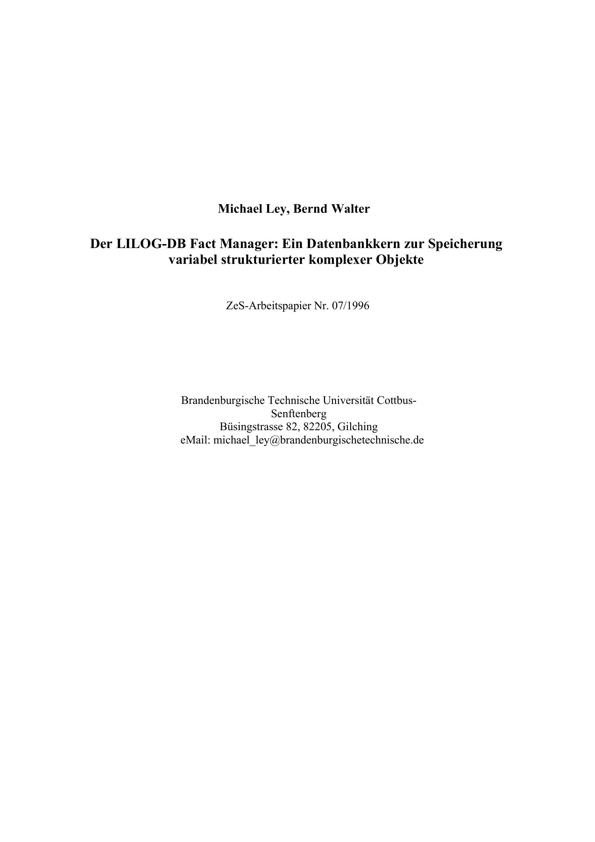 Michael Ley, Bernd Walter
Der LILOG-DB Fact Manager: Ein Datenbankkern zur Speicherung
variabel strukturierter komplexer Objekte
ZeS-Arbeitspapier Nr. 07/1996
Brandenburgische Technische Universität Cottbus-
Senftenberg
Büsingstrasse 82, 82205, Gilching
eMail: michael_ley@brandenburgischetechnische.de